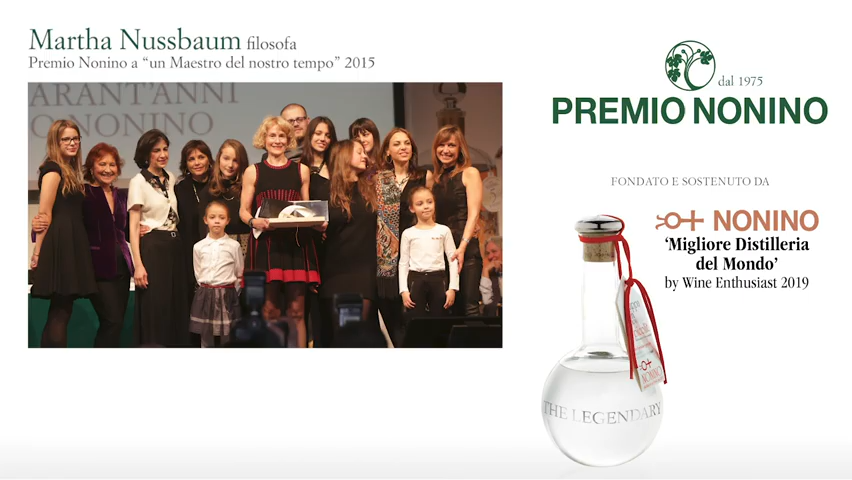 Martha Nussbaum filosofa
Premio Nonino a “un Maestro del nostro tempo” 2015
ARANT'ANNI
O NONINO
dal 1975
PREMIO NONINO
FONDATO E SOSTENUTO DA
NONINO
‘Migliore Distilleria
del Mondo’
by Wine Enthusiast 2019
NONINO
THE LEGENDARY